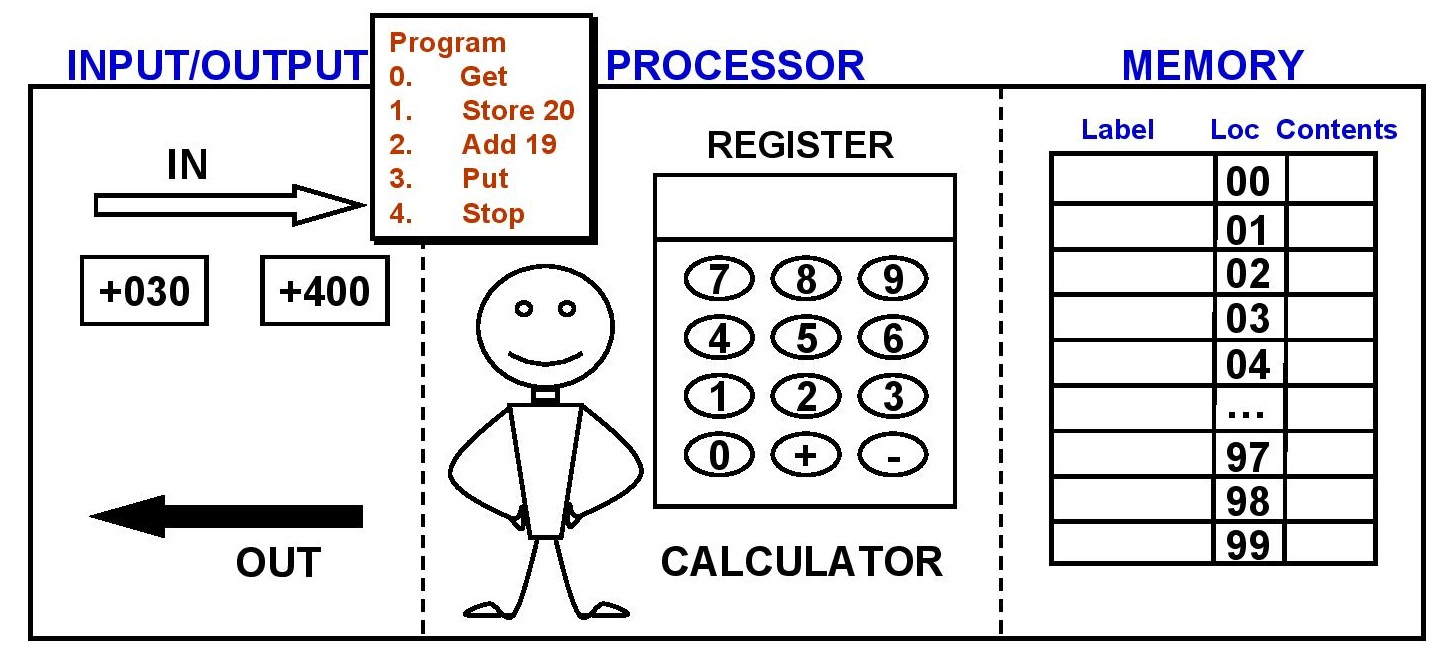 INPUT/OUTPUT
Program
0. Get
1. Store 20
2. Add 19
3. Put
4. Stop
PROCESSOR
MEMORY
IN
+030 +400
OUT
REGISTER
7 8 9
4 5 6
1 2 3
0 + -
CALCULATOR
Label Loc Contents
00
01
02
03
04
...
97
98
99